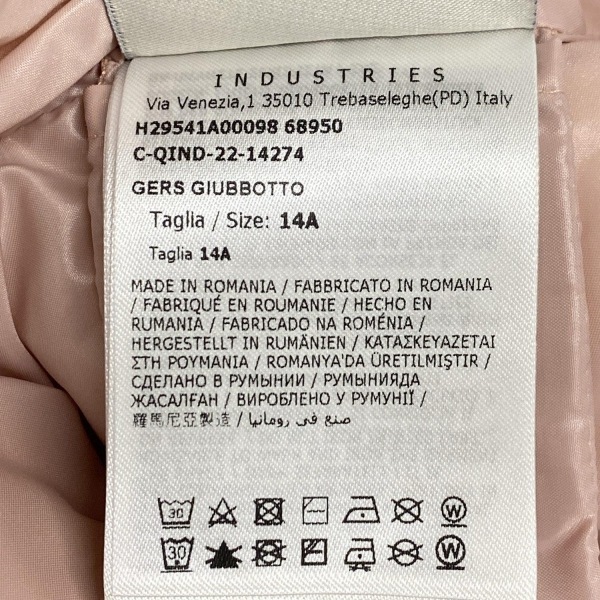 INDUSTRIES
Via Venezia,1 35010 Trebaseleghe(PD) Italy
H29541A00098 68950
C-QIND-22-14274
GERS GIUBBOTTO
Taglia / Size: 14A
Taglia 14A
MADE IN ROMANIA / FABBRICATO IN ROMANIA
/ FABRIQUÉ EN ROUMANIE / HECHO EN
RUMANIA / FABRICADO NA ROMÉNIA /
HERGESTELLT IN RUMÄNIEN / ΚΑΤΑΣΚΕΥΑΖΕΤΑΙ
ΣΤΗ ΡΟΥΜΑΝΙΑ / ROMANYA'DA ÜRETILMIŞTIR /
СДЕЛАНО В РУМЫНИИ / РУМЫНИЯДА
ЖАСАЛҒАН / ВИРОБЛЕНО У РУМУНІЇ /
羅馬尼亞製造 / صنع في رومانيا
30 W
30 W